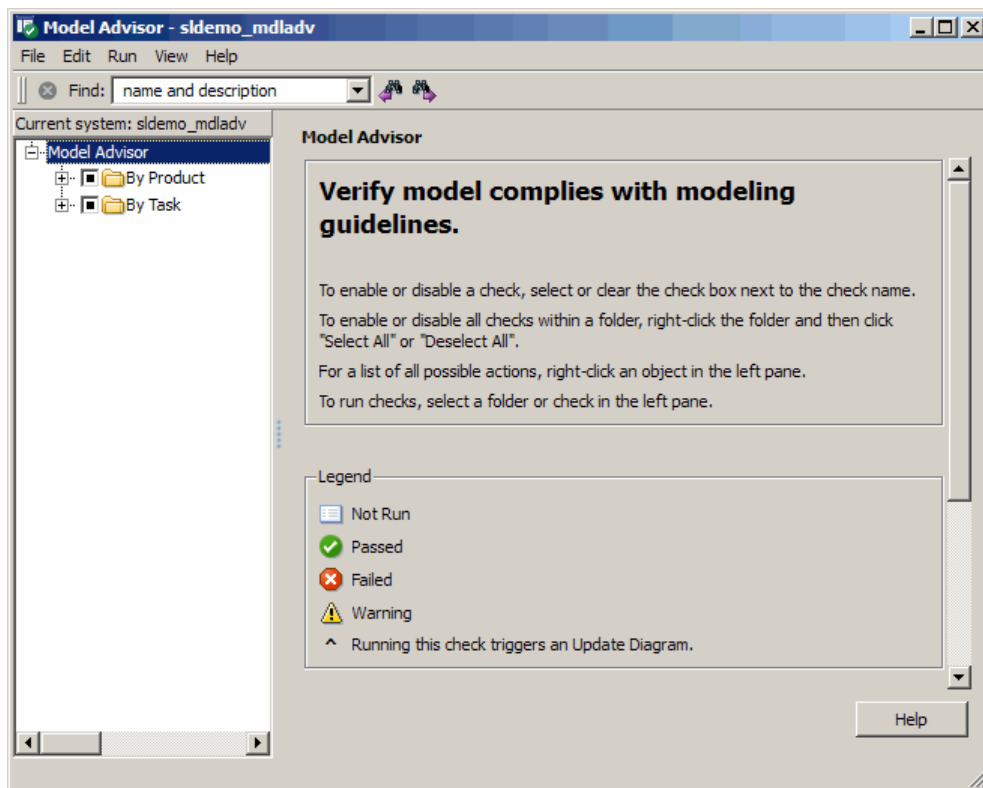 Model Advisor - sldemo_mdladv
File Edit Run View Help
Find: name and description
Current system: sldemo_mdladv
Model Advisor
By Product
By Task
Model Advisor
Verify model complies with modeling
guidelines.
To enable or disable a check, select or clear the check box next to the check name.
To enable or disable all checks within a folder, right-click the folder and then click
"Select All" or "Deselect All".
For a list of all possible actions, right-click an object in the left pane.
To run checks, select a folder or check in the left pane.
Legend
Not Run
Passed
Failed
Warning
^ Running this check triggers an Update Diagram.
Help